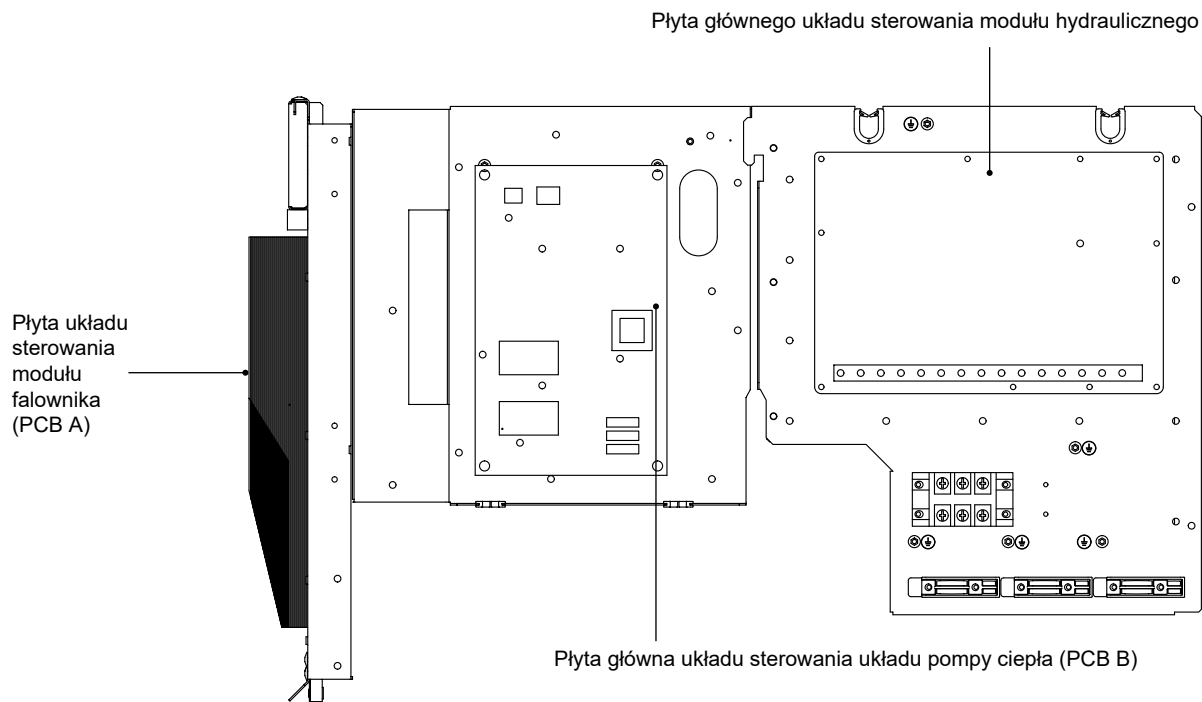 Płyta głównego układu sterowania modułu hydraulicznego
Płyta układu
sterowania
modułu
falownika
(PCB A)
Płyta główna układu sterowania układu pompy ciepła (PCB B)